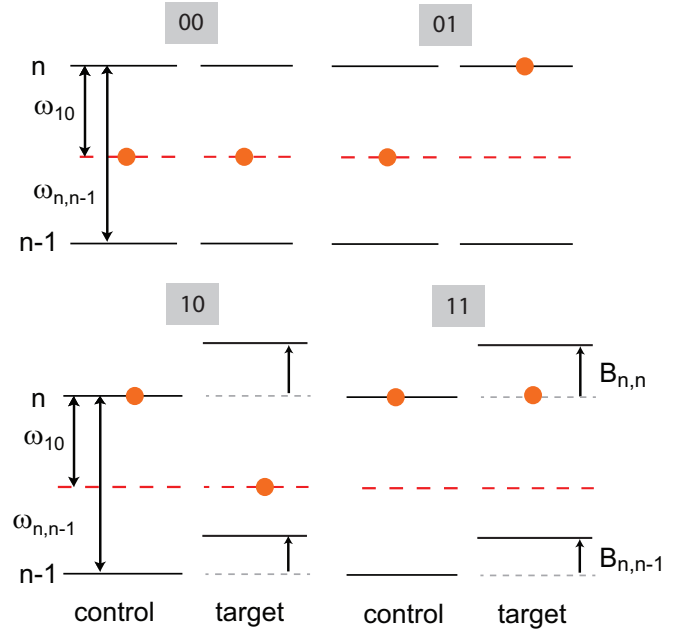 00
01
n
ω10
ωn,n-1
n-1
10
11
n
Bn,n
ω10
ωn,n-1
n-1
Bn,n-1
control
target
control
target